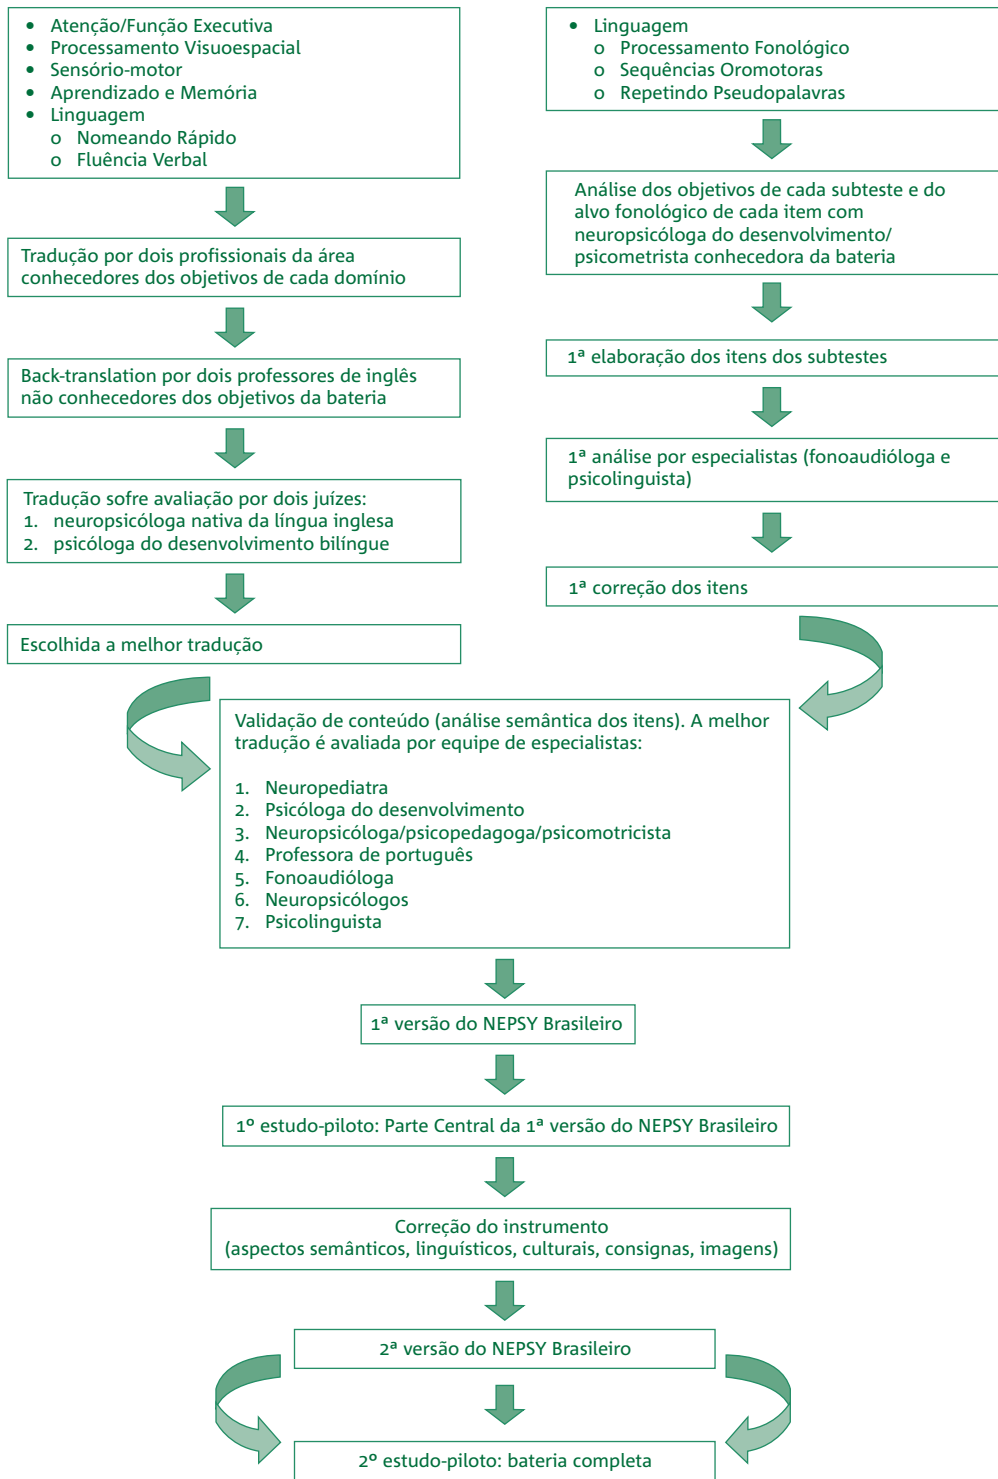 • Atenção/Função Executiva
• Processamento Visuoespacial
• Sensório-motor
• Aprendizado e Memória
• Linguagem
o Nomeando Rápido
o Fluência Verbal
Tradução por dois profissionais da área
conhecedores dos objetivos de cada domínio
Back-translation por dois professores de inglês
não conhecedores dos objetivos da bateria
Tradução sofre avaliação por dois juízes:
1. neuropsicóloga nativa da língua inglesa
2. psicóloga do desenvolvimento bilíngue
Escolhida a melhor tradução
• Linguagem
o Processamento Fonológico
o Sequências Oromotoras
o Repetindo Pseudopalavras
Análise dos objetivos de cada subteste e do
alvo fonológico de cada item com
neuropsicóloga do desenvolvimento/
psicometrista conhecedora da bateria
1ª elaboração dos itens dos subtestes
1ª análise por especialistas (fonoaudióloga e
psicolinguista)
1ª correção dos itens
Validação de conteúdo (análise semântica dos itens). A melhor
tradução é avaliada por equipe de especialistas:
1. Neuropediatra
2. Psicóloga do desenvolvimento
3. Neuropsicóloga/psicopedagoga/psicomotricista
4. Professora de português
5. Fonoaudióloga
6. Neuropsicólogos
7. Psicolinguista
1ª versão do NEPSY Brasileiro
1º estudo-piloto: Parte Central da 1ª versão do NEPSY Brasileiro
Correção do instrumento
(aspectos semânticos, linguísticos, culturais, consignas, imagens)
2ª versão do NEPSY Brasileiro
2º estudo-piloto: bateria completa